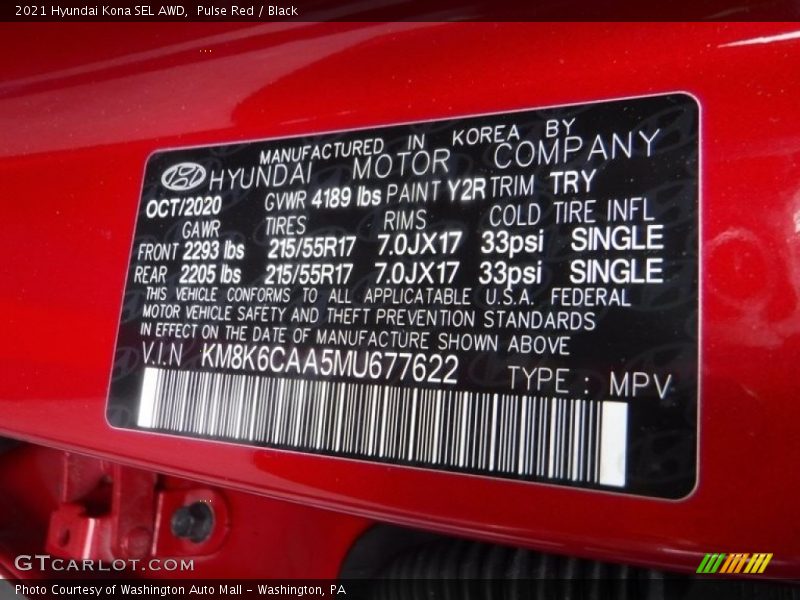 2021 Hyundai Kona SEL AWD,  Pulse Red / Black
MANUFACTURED IN KOREA BY
HYUNDAI MOTOR COMPANY
OCT/2020 GVWR 4189 lbs PAINT Y2R TRIM TRY
GAWR TIRES RIMS COLD TIRE INFL
FRONT 2293 lbs 215/55R17 7.0JX17 33psi SINGLE
REAR 2205 lbs 215/55R17 7.0JX17 33psi SINGLE
THIS VEHICLE CONFORMS TO ALL APPLICATABLE U.S.A. FEDERAL
MOTOR VEHICLE SAFETY AND THEFT PREVENTION STANDARDS
IN EFFECT ON THE DATE OF MANUFACTURE SHOWN ABOVE
V.I.N KM8K6CAA5MU677622 TYPE : MPV
GTCARLOT.COM
Photo Courtesy of Washington Auto Mall - Washington, PA